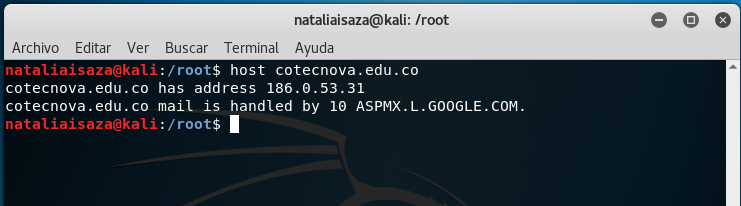 nataliaisaza@kali: /root
Archivo Editar Ver Buscar Terminal Ayuda
nataliaisaza@kali:/root$ host cotecnova.edu.co
cotecnova.edu.co has address 186.0.53.31
cotecnova.edu.co mail is handled by 10 ASPMX.L.GOOGLE.COM.
nataliaisaza@kali:/root$